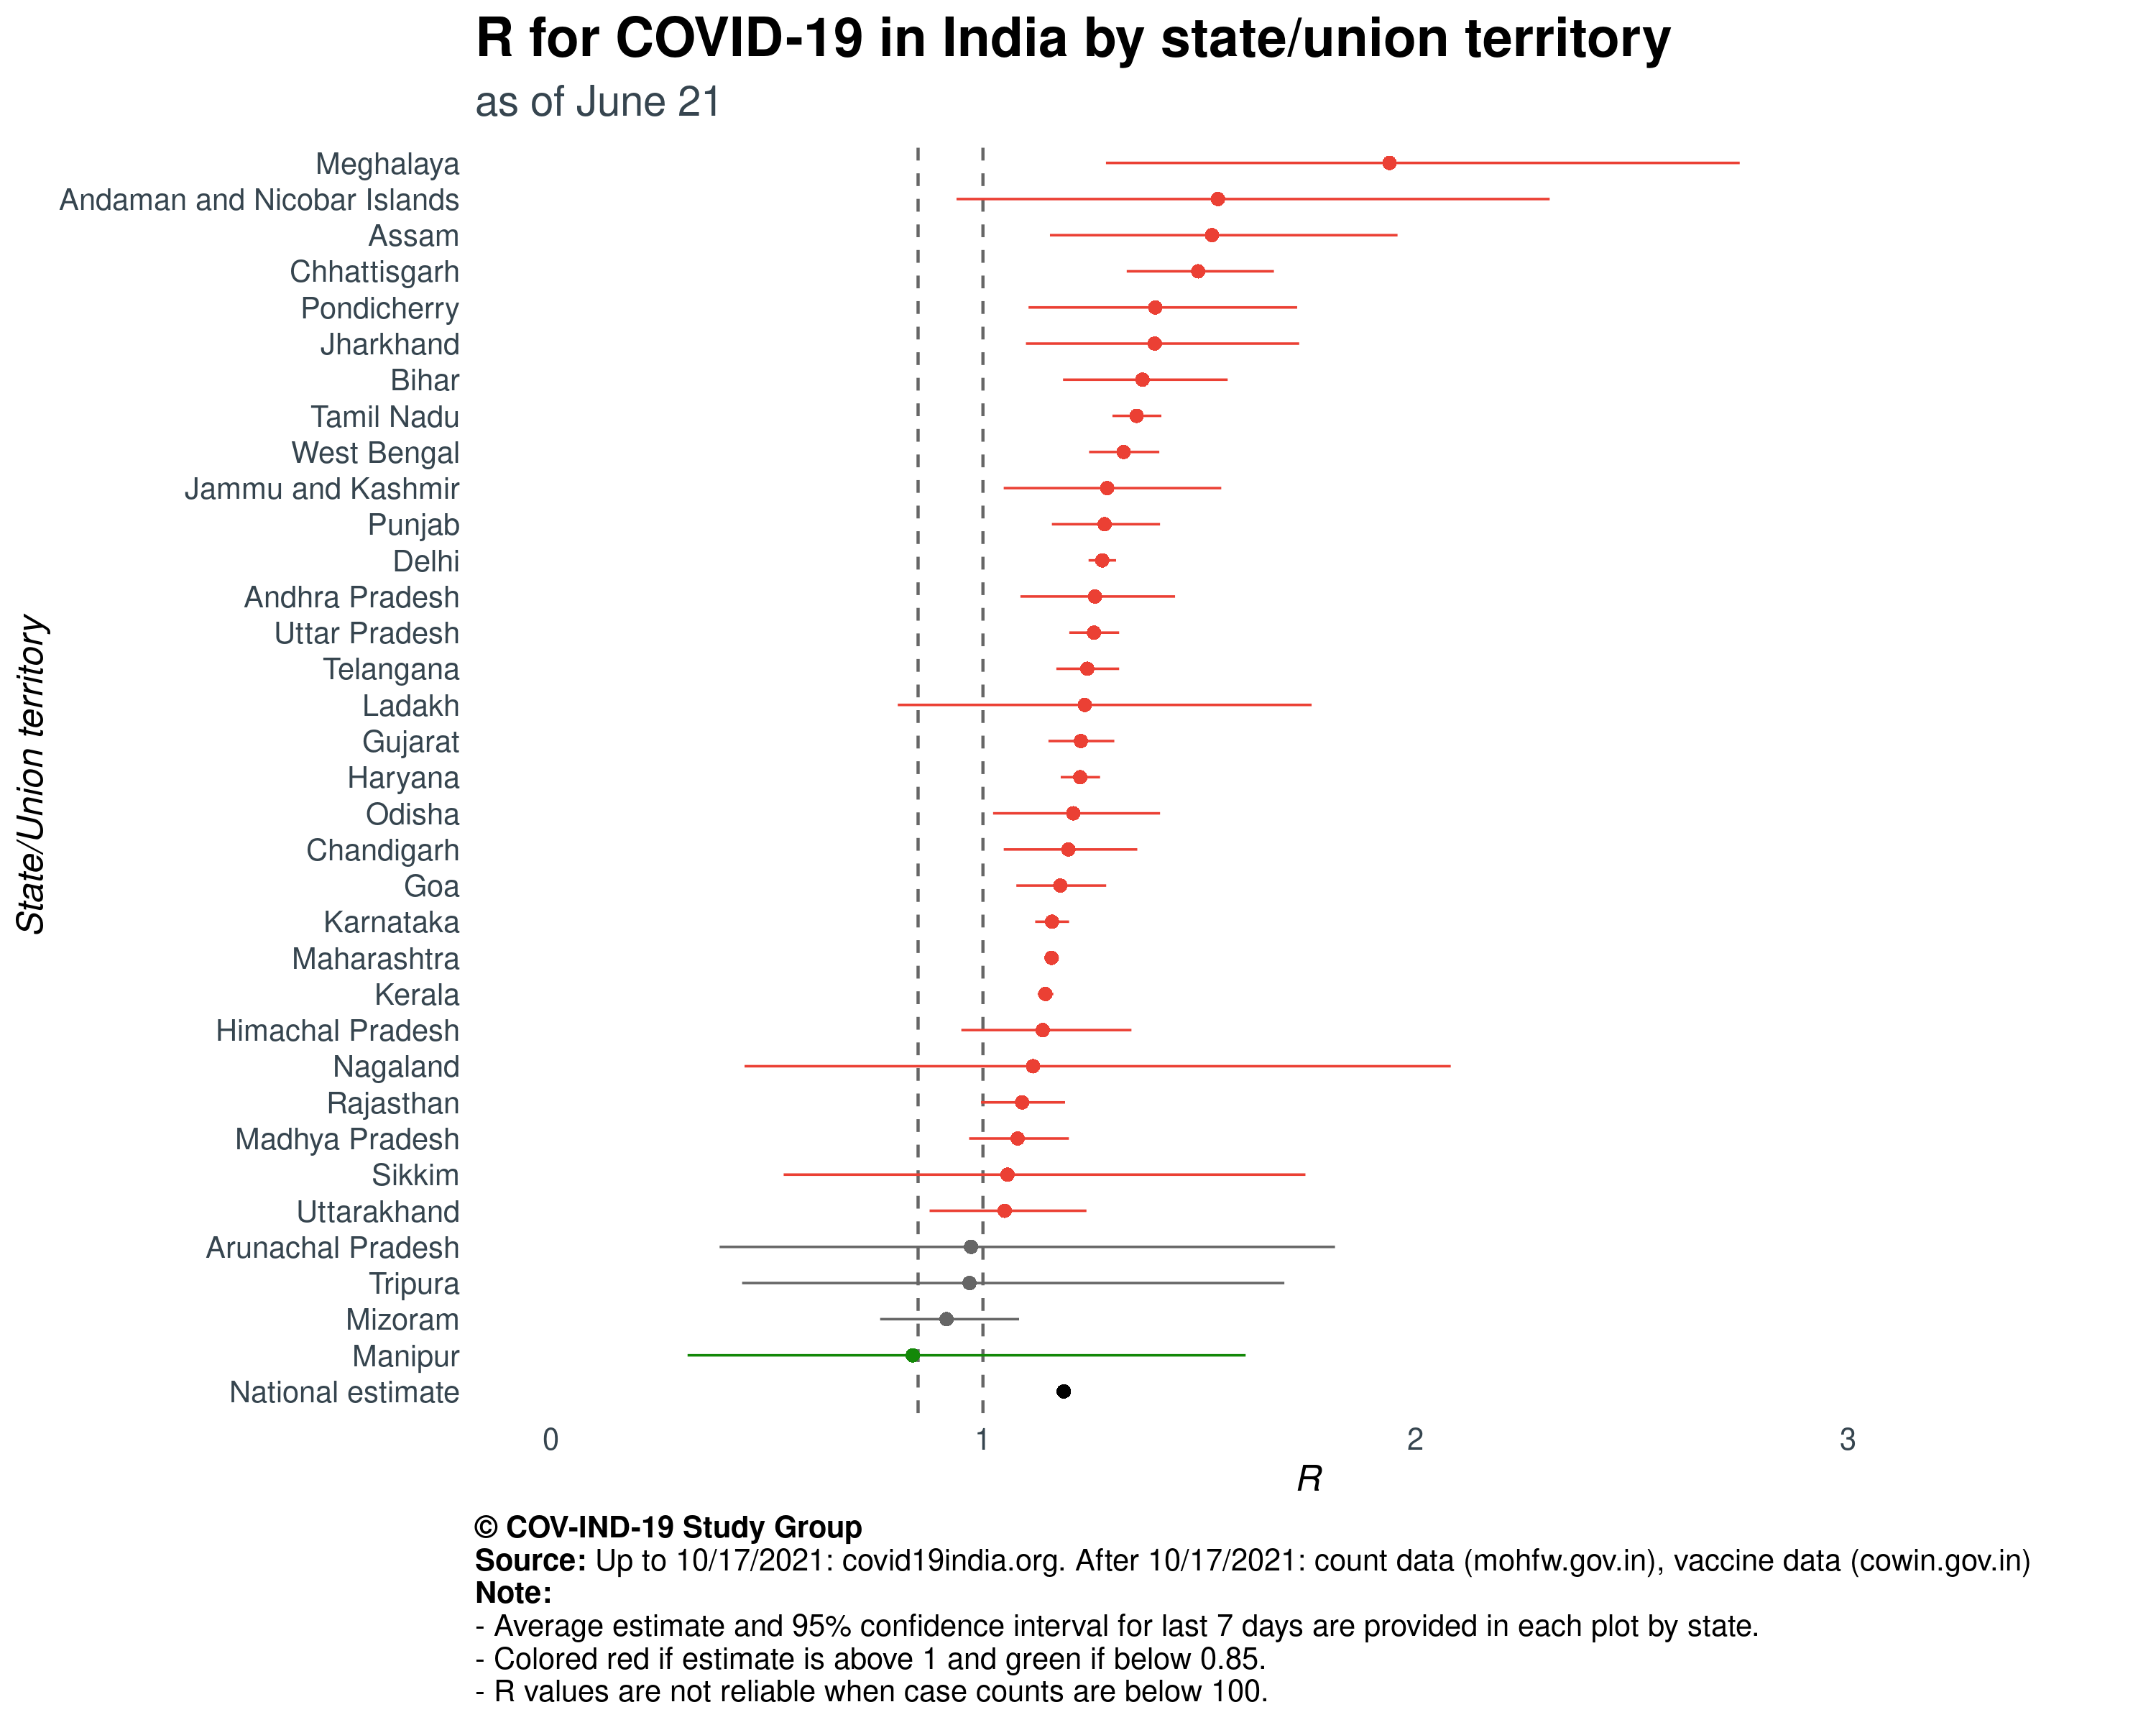 R for COVID-19 in India by state/union territory
as of June 21
State/Union territory
Meghalaya
Andaman and Nicobar Islands
Assam
Chhattisgarh
Pondicherry
Jharkhand
Bihar
Tamil Nadu
West Bengal
Jammu and Kashmir
Punjab
Delhi
Andhra Pradesh
Uttar Pradesh
Telangana
Ladakh
Gujarat
Haryana
Odisha
Chandigarh
Goa
Karnataka
Maharashtra
Kerala
Himachal Pradesh
Nagaland
Rajasthan
Madhya Pradesh
Sikkim
Uttarakhand
Arunachal Pradesh
Tripura
Mizoram
Manipur
National estimate
0 1 2 3
R
© COV-IND-19 Study Group
Source: Up to 10/17/2021: covid19india.org. After 10/17/2021: count data (mohfw.gov.in), vaccine data (cowin.gov.in)
Note:
- Average estimate and 95% confidence interval for last 7 days are provided in each plot by state.
- Colored red if estimate is above 1 and green if below 0.85.
- R values are not reliable when case counts are below 100.